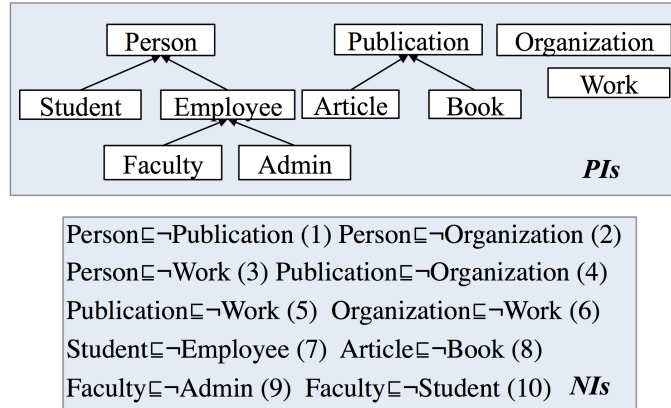 Person Publication Organization
Work
Student Employee Article Book
Faculty Admin
PIs
Person⊑¬Publication (1) Person⊑¬Organization (2)
Person⊑¬Work (3) Publication⊑¬Organization (4)
Publication⊑¬Work (5) Organization⊑¬Work (6)
Student⊑¬Employee (7) Article⊑¬Book (8)
Faculty⊑¬Admin (9) Faculty⊑¬Student (10) NIs